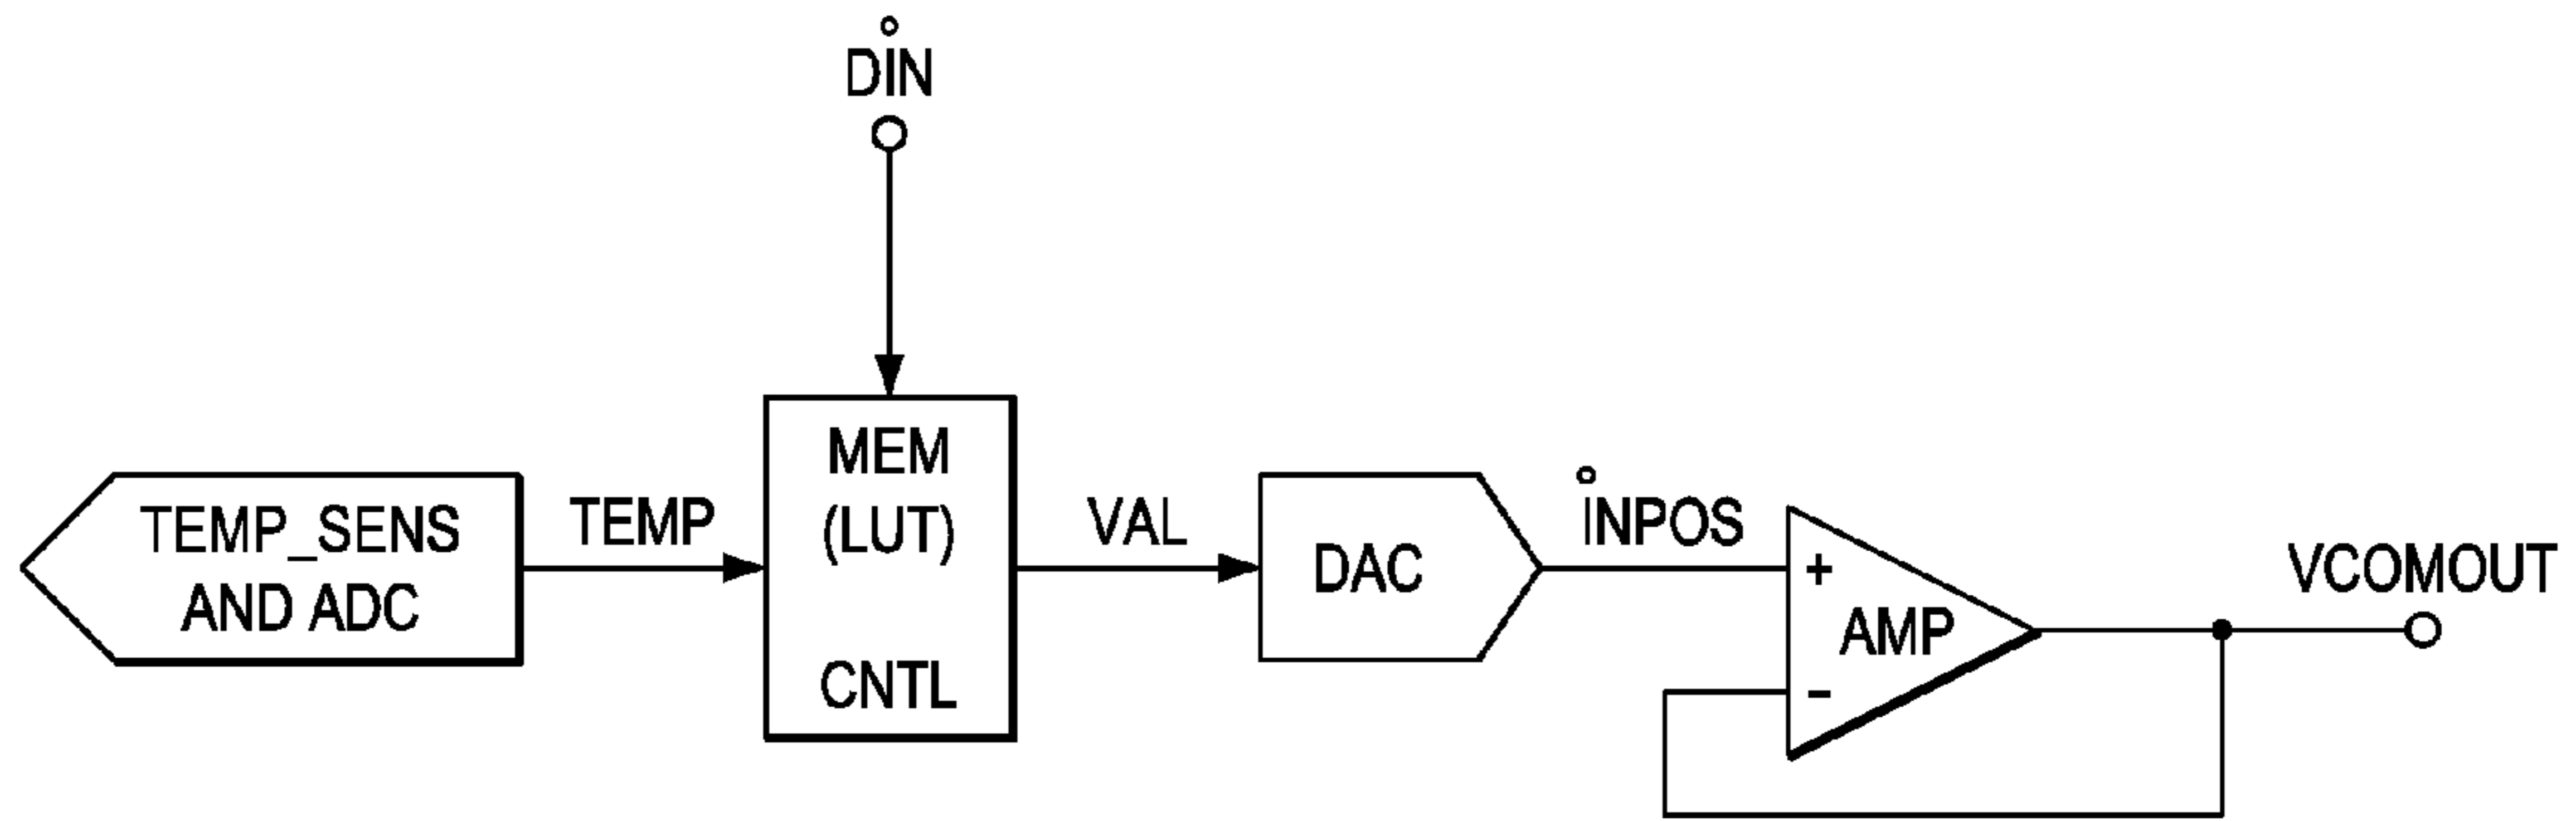 DIN
MEM
(LUT)
CNTL
TEMP_SENS
AND ADC
TEMP
VAL
DAC
INPOS
+
AMP
-
VCOMOUT